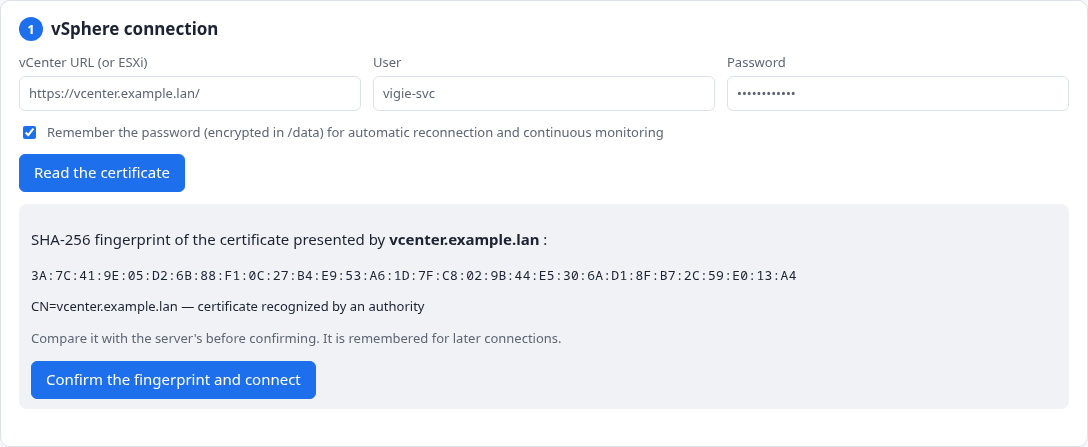 1 vSphere connection
vCenter URL (or ESXi) User Password
https://vcenter.example.lan/ vigie-svc ••••••••••••
Remember the password (encrypted in /data) for automatic reconnection and continuous monitoring
Read the certificate
SHA-256 fingerprint of the certificate presented by vcenter.example.lan :
3A:7C:41:9E:05:D2:6B:88:F1:0C:27:B4:E9:53:A6:1D:7F:C8:02:9B:44:E5:30:6A:D1:8F:B7:2C:59:E0:13:A4
CN=vcenter.example.lan — certificate recognized by an authority
Compare it with the server's before confirming. It is remembered for later connections.
Confirm the fingerprint and connect